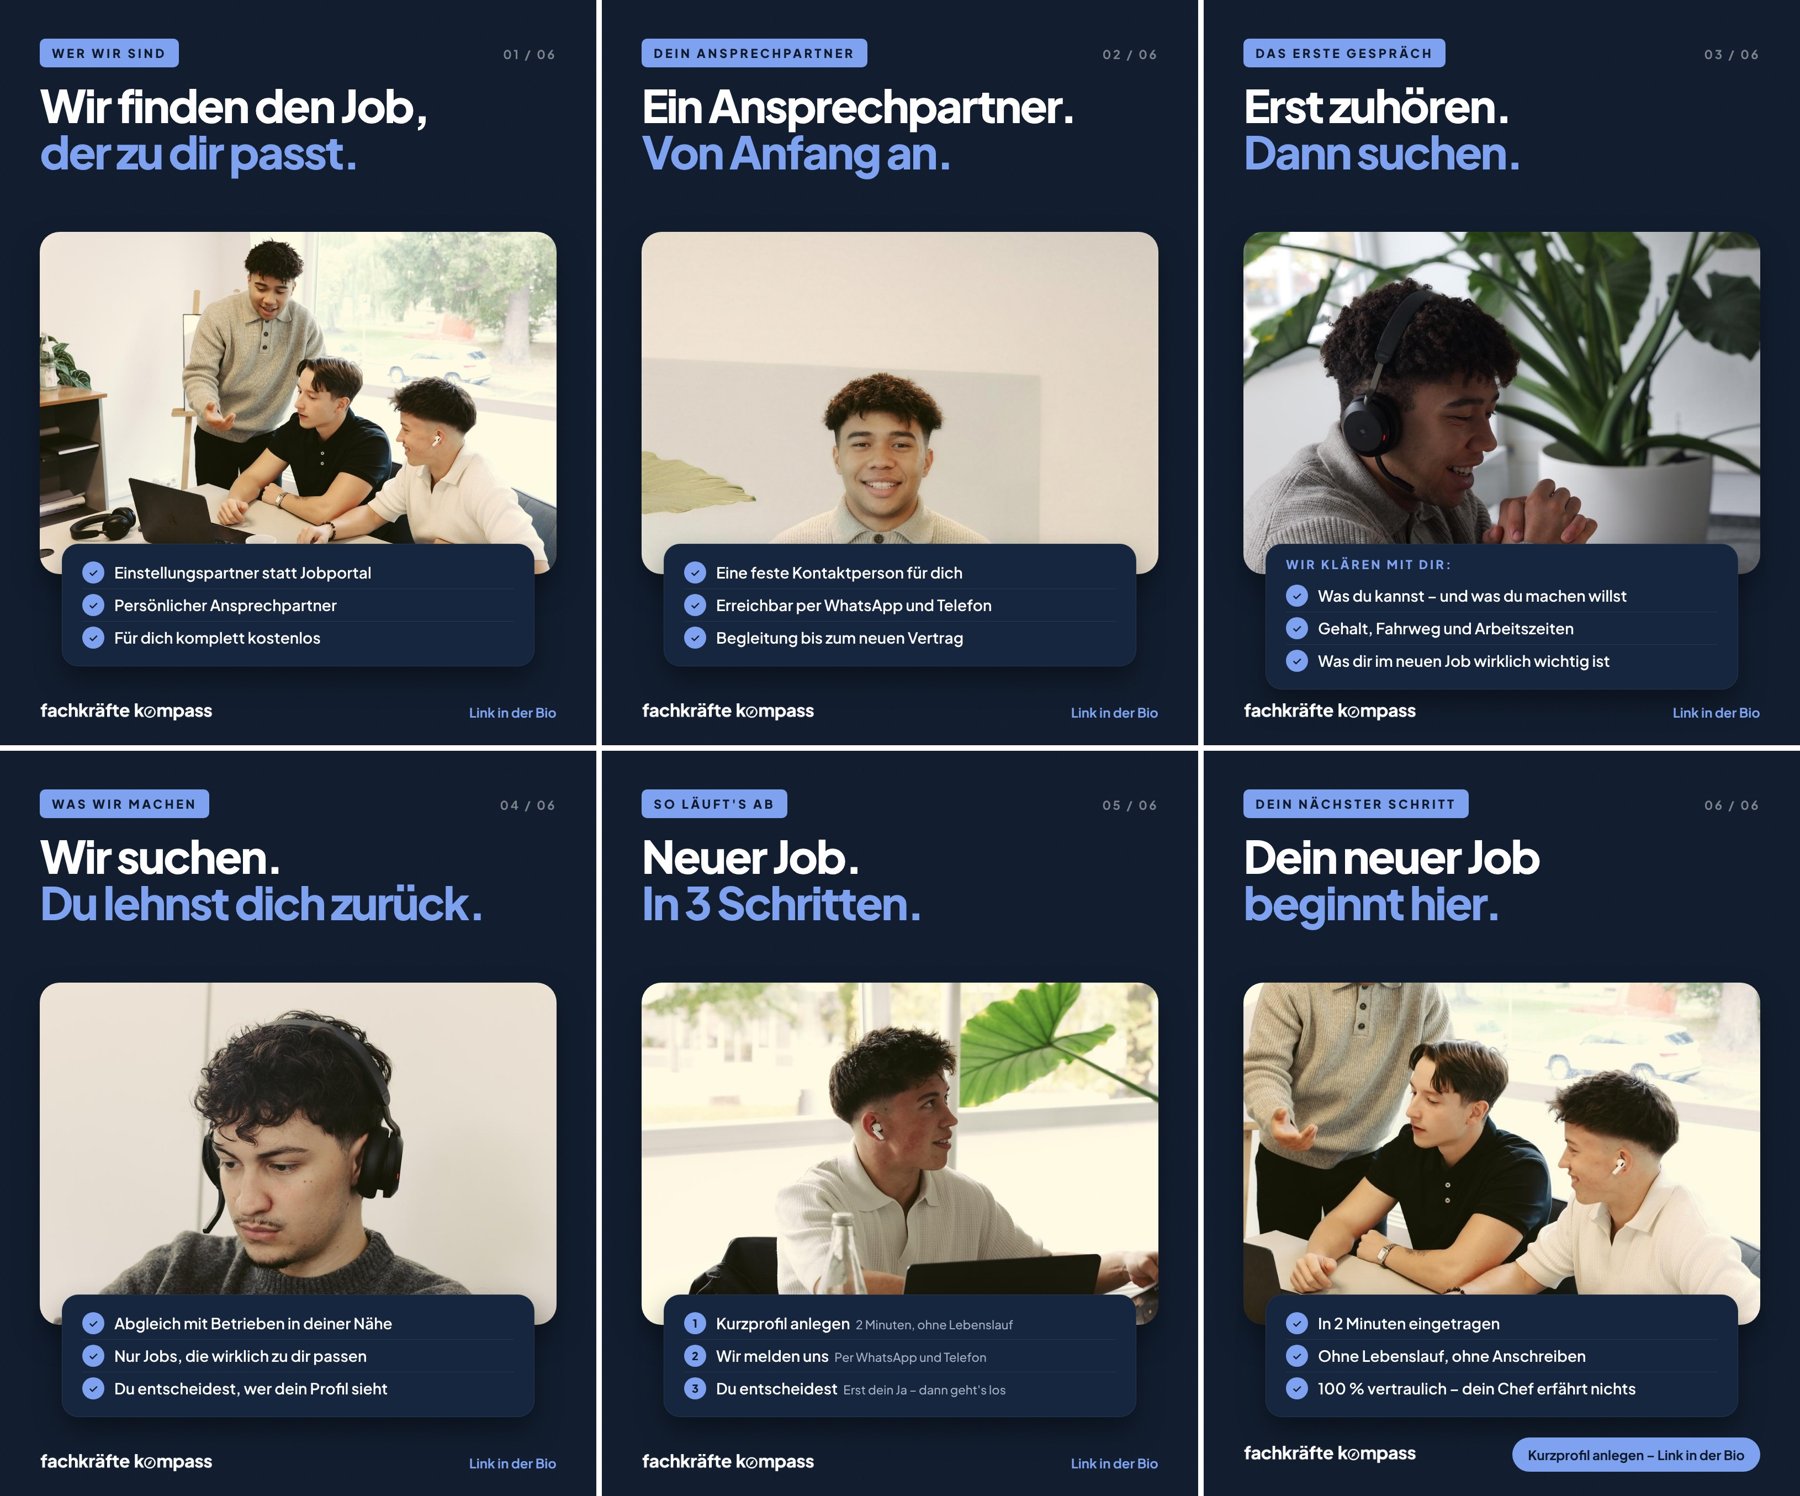 WER WIR SIND
01 / 06
Wir finden den Job,
der zu dir passt.
Einstellungspartner statt Jobportal
Persönlicher Ansprechpartner
Für dich komplett kostenlos
fachkräfte kompass
Link in der Bio
DEIN ANSPRECHPARTNER
02 / 06
Ein Ansprechpartner.
Von Anfang an.
Eine feste Kontaktperson für dich
Erreichbar per WhatsApp und Telefon
Begleitung bis zum neuen Vertrag
fachkräfte kompass
Link in der Bio
DAS ERSTE GESPRÄCH
03 / 06
Erst zuhören.
Dann suchen.
WIR KLÄREN MIT DIR:
Was du kannst – und was du machen willst
Gehalt, Fahrweg und Arbeitszeiten
Was dir im neuen Job wirklich wichtig ist
fachkräfte kompass
Link in der Bio
WAS WIR MACHEN
04 / 06
Wir suchen.
Du lehnst dich zurück.
Abgleich mit Betrieben in deiner Nähe
Nur Jobs, die wirklich zu dir passen
Du entscheidest, wer dein Profil sieht
fachkräfte kompass
Link in der Bio
SO LÄUFT'S AB
05 / 06
Neuer Job.
In 3 Schritten.
1 Kurzprofil anlegen 2 Minuten, ohne Lebenslauf
2 Wir melden uns Per WhatsApp und Telefon
3 Du entscheidest Erst dein Ja – dann geht's los
fachkräfte kompass
Link in der Bio
DEIN NÄCHSTER SCHRITT
06 / 06
Dein neuer Job
beginnt hier.
In 2 Minuten eingetragen
Ohne Lebenslauf, ohne Anschreiben
100 % vertraulich – dein Chef erfährt nichts
fachkräfte kompass
Kurzprofil anlegen – Link in der Bio